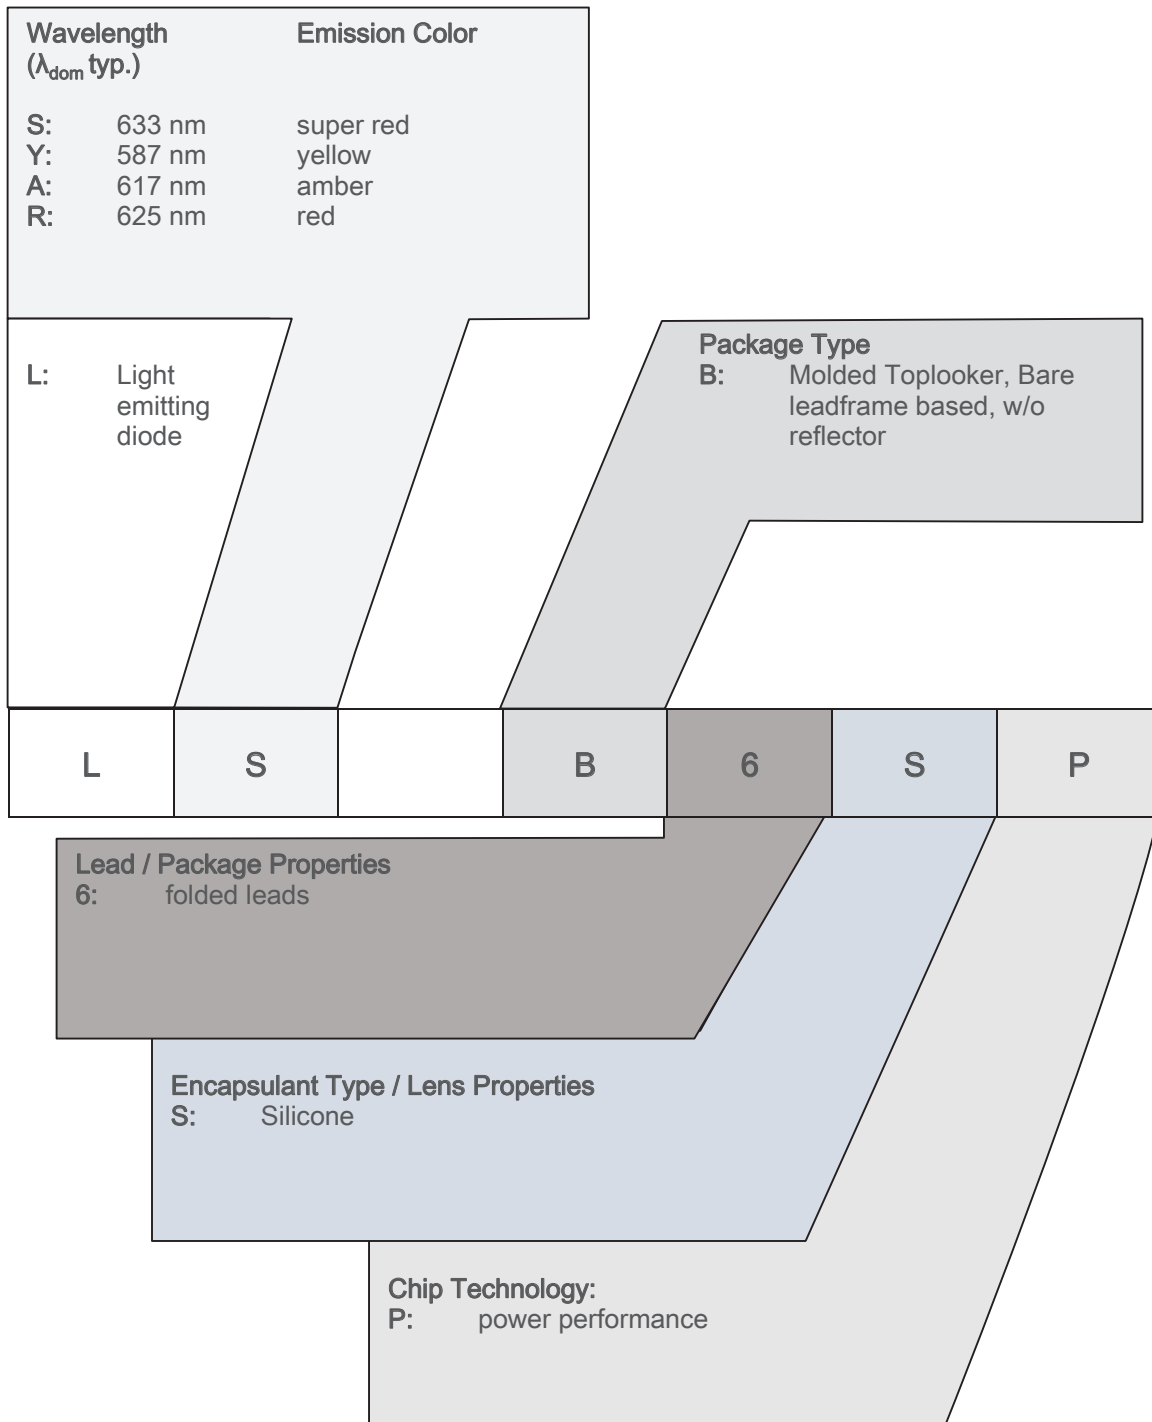 Wavelength Emission Color
(λdom typ.)
S: 633 nm super red
Y: 587 nm yellow
A: 617 nm amber
R: 625 nm red
L: Light
emitting
diode
Package Type
B: Molded Toplooker, Bare
leadframe based, w/o
reflector
L S B 6 S P
Lead / Package Properties
6: folded leads
Encapsulant Type / Lens Properties
S: Silicone
Chip Technology:
P: power performance